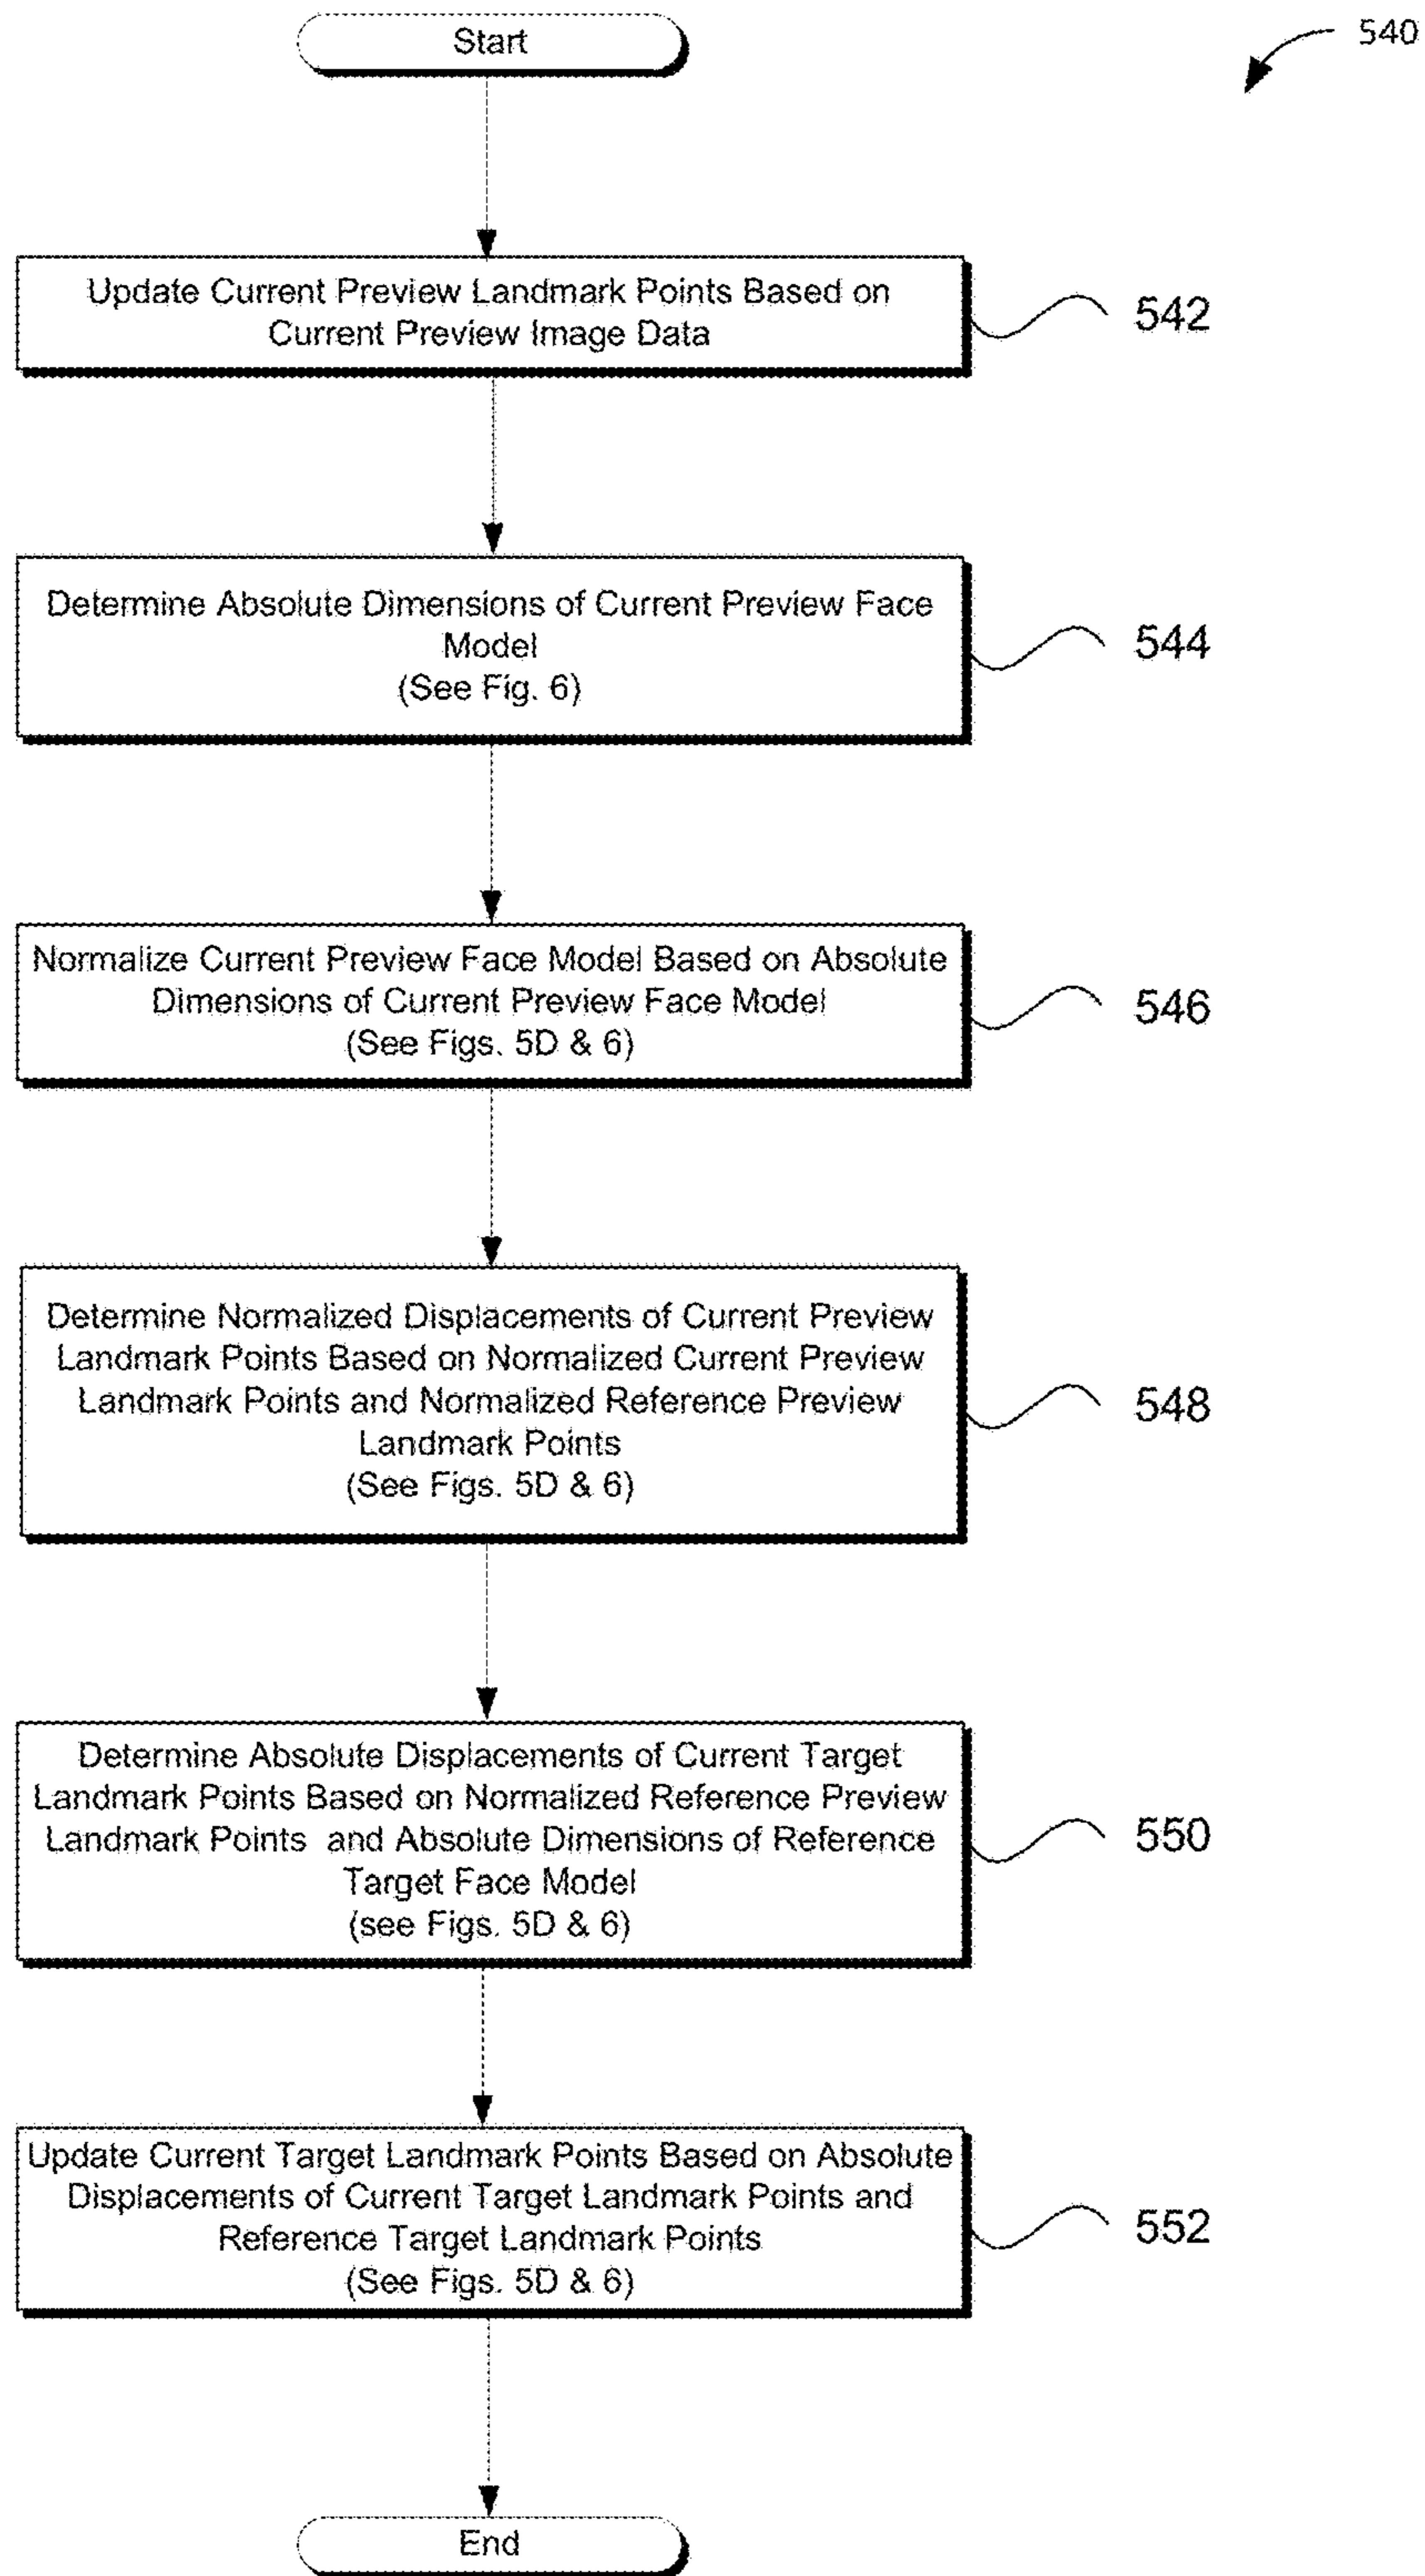 Start
540
Update Current Preview Landmark Points Based on
Current Preview Image Data
542
Determine Absolute Dimensions of Current Preview Face
Model
(See Fig. 6)
544
Normalize Current Preview Face Model Based on Absolute
Dimensions of Current Preview Face Model
(See Figs. 5D & 6)
546
Determine Normalized Displacements of Current Preview
Landmark Points Based on Normalized Current Preview
Landmark Points and Normalized Reference Preview
Landmark Points
(See Figs. 5D & 6)
548
Determine Absolute Displacements of Current Target
Landmark Points Based on Normalized Reference Preview
Landmark Points and Absolute Dimensions of Reference
Target Face Model
(see Figs. 5D & 6)
550
Update Current Target Landmark Points Based on Absolute
Displacements of Current Target Landmark Points and
Reference Target Landmark Points
(See Figs. 5D & 6)
552
End